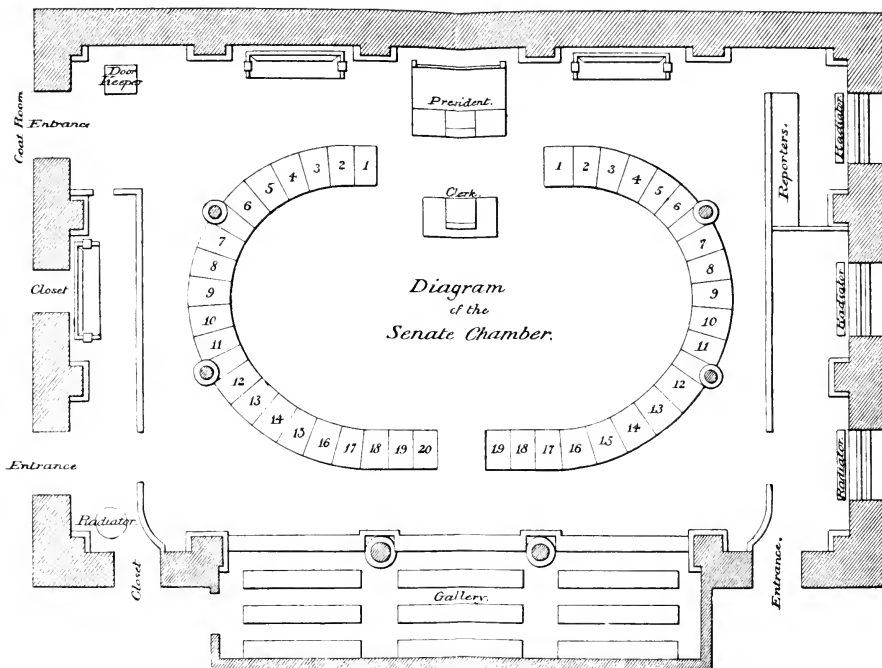 Door
Keeper
President.
Coat Room
Entrance
Radiator
Reporters.
1 2 3 4 5 6 7 8 9 10 11 12 13 14 15 16 17 18 19 20
Clerk.
1 2 3 4 5 6 7 8 9 10 11 12 13 14 15 16 17 18 19
Closet
Diagram
of the
Senate Chamber.
Radiator
Entrance
Radiator
Radiator.
Closet
Gallery.
Entrance.